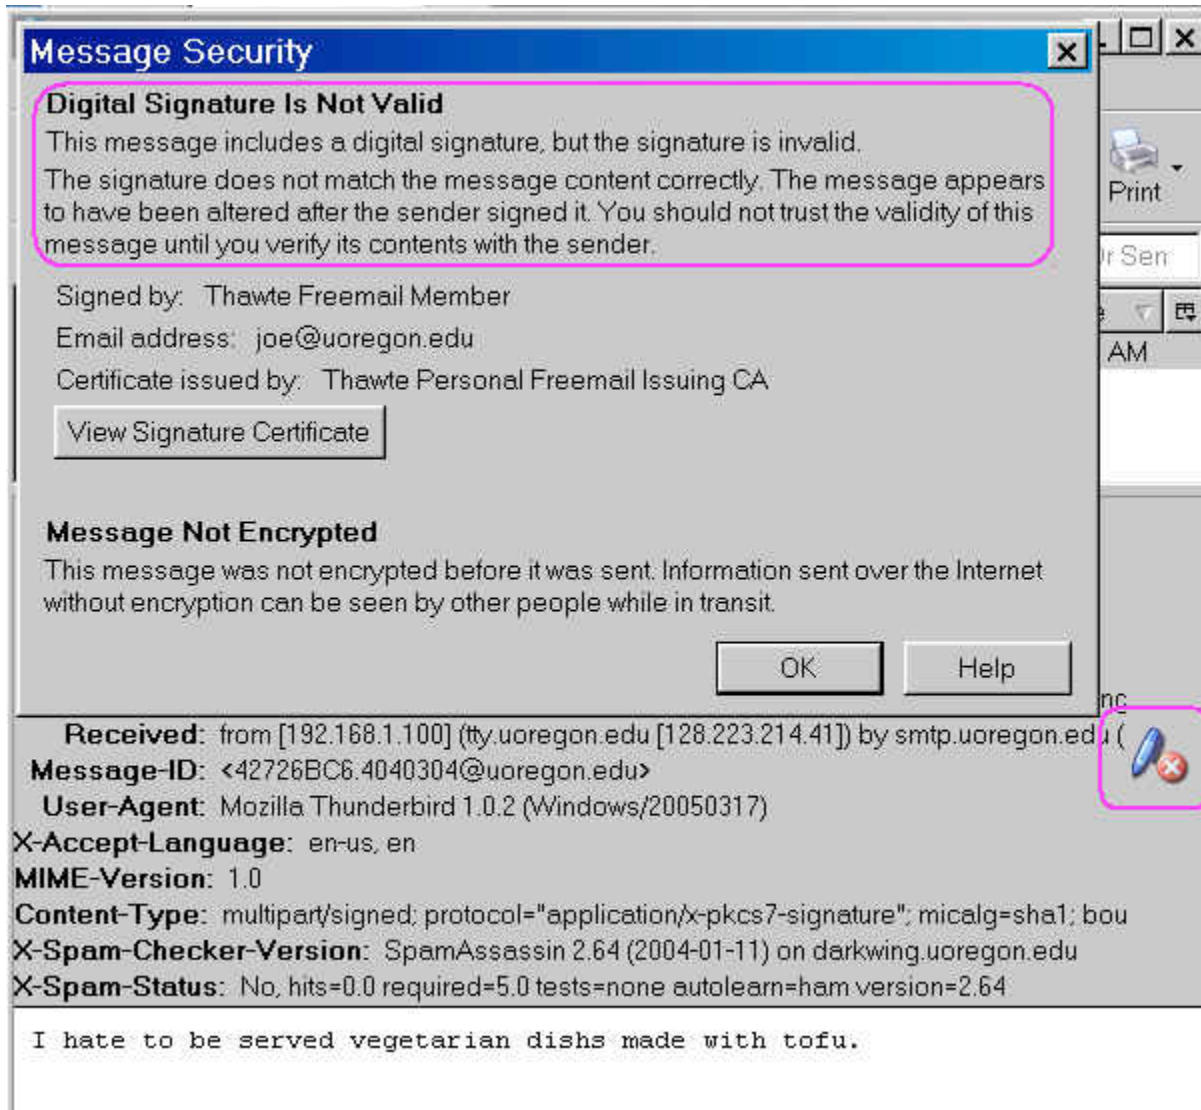 Message Security
Digital Signature Is Not Valid
This message includes a digital signature, but the signature is invalid.
The signature does not match the message content correctly. The message appears
to have been altered after the sender signed it. You should not trust the validity of this
message until you verify its contents with the sender.
Print
Or Sen
Signed by: Thawte Freemail Member
Email address: joe@uoregon.edu
AM
Certificate issued by: Thawte Personal Freemail Issuing CA
View Signature Certificate
Message Not Encrypted
This message was not encrypted before it was sent. Information sent over the Internet
without encryption can be seen by other people while in transit.
OK Help
Received: from [192.168.1.100] (tty.uoregon.edu [128.223.214.41]) by smtp.uoregon.edu (
Message-ID: <42726BC6.4040304@uoregon.edu>
User-Agent: Mozilla Thunderbird 1.0.2 (Windows/20050317)
X-Accept-Language: en-us, en
MIME-Version: 1.0
Content-Type: multipart/signed; protocol="application/x-pkcs7-signature"; micalg=sha1; bou
X-Spam-Checker-Version: SpamAssassin 2.64 (2004-01-11) on darkwing.uoregon.edu
X-Spam-Status: No, hits=0.0 required=5.0 tests=none autolearn=ham version=2.64
I hate to be served vegetarian dishs made with tofu.